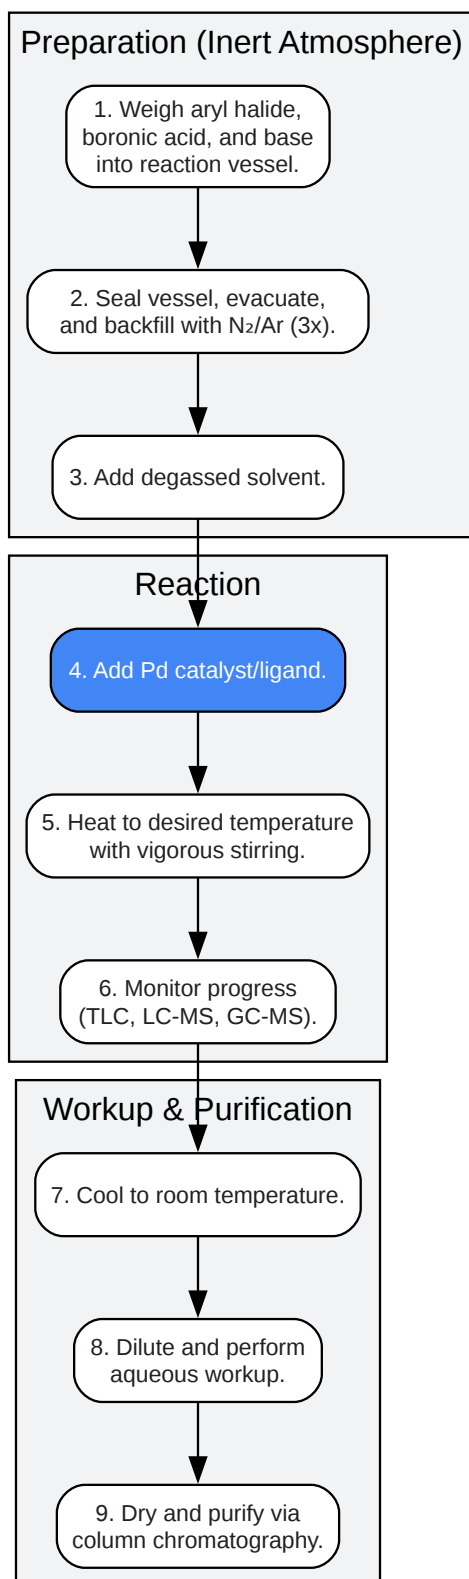 Preparation (Inert Atmosphere)
1. Weigh aryl halide,
boronic acid, and base
into reaction vessel.
2. Seal vessel, evacuate,
and backfill with N₂/Ar (3x).
3. Add degassed solvent.
Reaction
4. Add Pd catalyst/ligand.
5. Heat to desired temperature
with vigorous stirring.
6. Monitor progress
(TLC, LC-MS, GC-MS).
Workup & Purification
7. Cool to room temperature.
8. Dilute and perform
aqueous workup.
9. Dry and purify via
column chromatography.